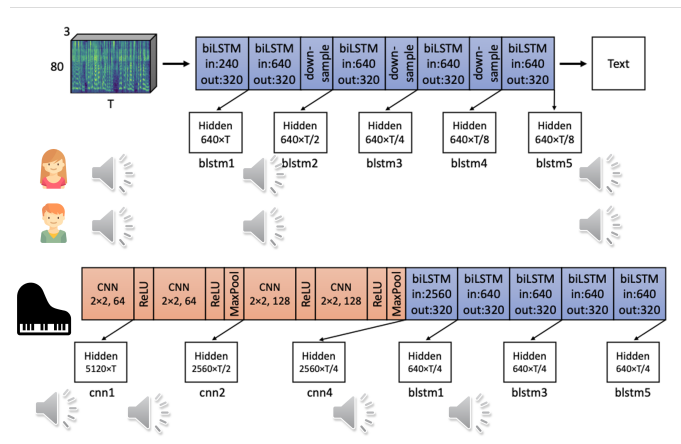 3
80
T
biLSTM
in:240
out:320
biLSTM
in:640
out:320
down-
sample
biLSTM
in:640
out:320
down-
sample
biLSTM
in:640
out:320
down-
sample
biLSTM
in:640
out:320
Text
Hidden
640×T
blstm1
Hidden
640×T/2
blstm2
Hidden
640×T/4
blstm3
Hidden
640×T/8
blstm4
Hidden
640×T/8
blstm5
CNN
2×2, 64
ReLU
CNN
2×2, 64
ReLU
MaxPool
CNN
2×2, 128
ReLU
CNN
2×2, 128
ReLU
MaxPool
biLSTM
in:2560
out:320
biLSTM
in:640
out:320
biLSTM
in:640
out:320
biLSTM
in:640
out:320
biLSTM
in:640
out:320
Hidden
5120×T
cnn1
Hidden
2560×T/2
cnn2
Hidden
2560×T/4
cnn4
Hidden
640×T/4
blstm1
Hidden
640×T/4
blstm3
Hidden
640×T/4
blstm5